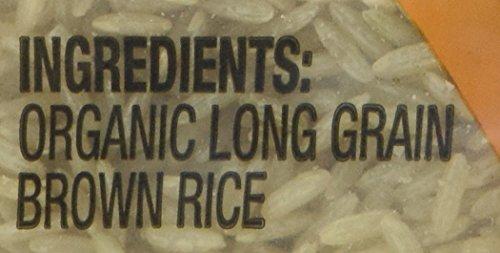 INGREDIENTS:
ORGANIC LONG GRAIN
BROWN RICE